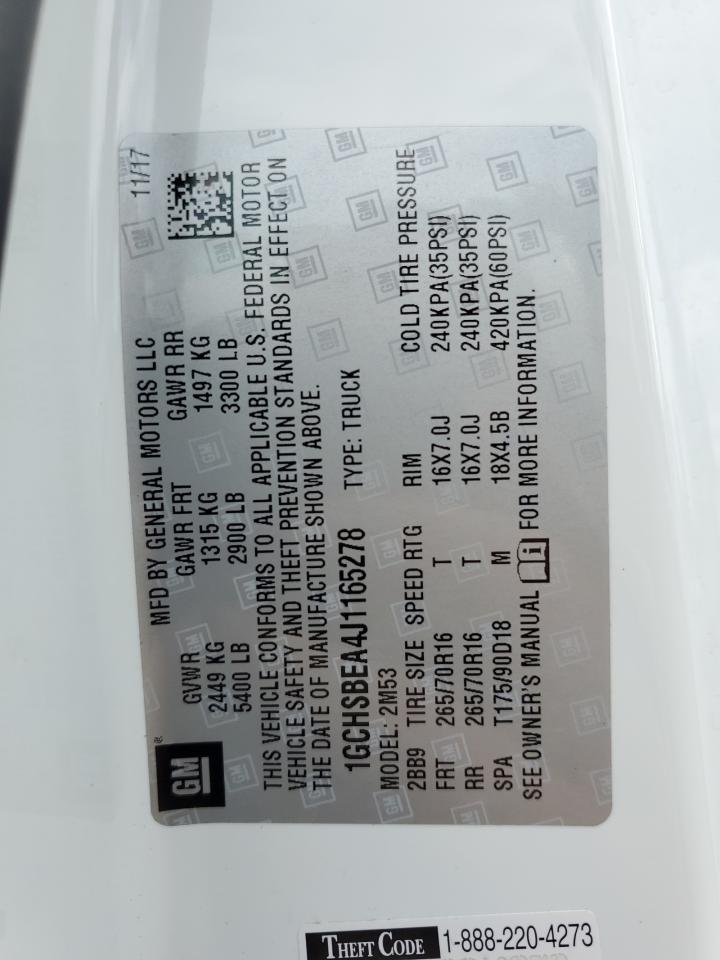 GM ®
MFD BY GENERAL MOTORS LLC 11/17
GVWR GAWR FRT GAWR RR
2449 KG 1315 KG 1497 KG
5400 LB 2900 LB 3300 LB
THIS VEHICLE CONFORMS TO ALL APPLICABLE U.S. FEDERAL MOTOR
VEHICLE SAFETY AND THEFT PREVENTION STANDARDS IN EFFECT ON
THE DATE OF MANUFACTURE SHOWN ABOVE.
1GCHSBEA4J1165278 TYPE: TRUCK
MODEL: 2M53
2BB9 TIRE SIZE SPEED RTG RIM COLD TIRE PRESSURE
FRT 265/70R16 T 16X7.0J 240KPA(35PSI)
RR 265/70R16 T 16X7.0J 240KPA(35PSI)
SPA T175/90D18 M 18X4.5B 420KPA(60PSI)
SEE OWNER'S MANUAL FOR MORE INFORMATION.
THEFT CODE 1-888-220-4273